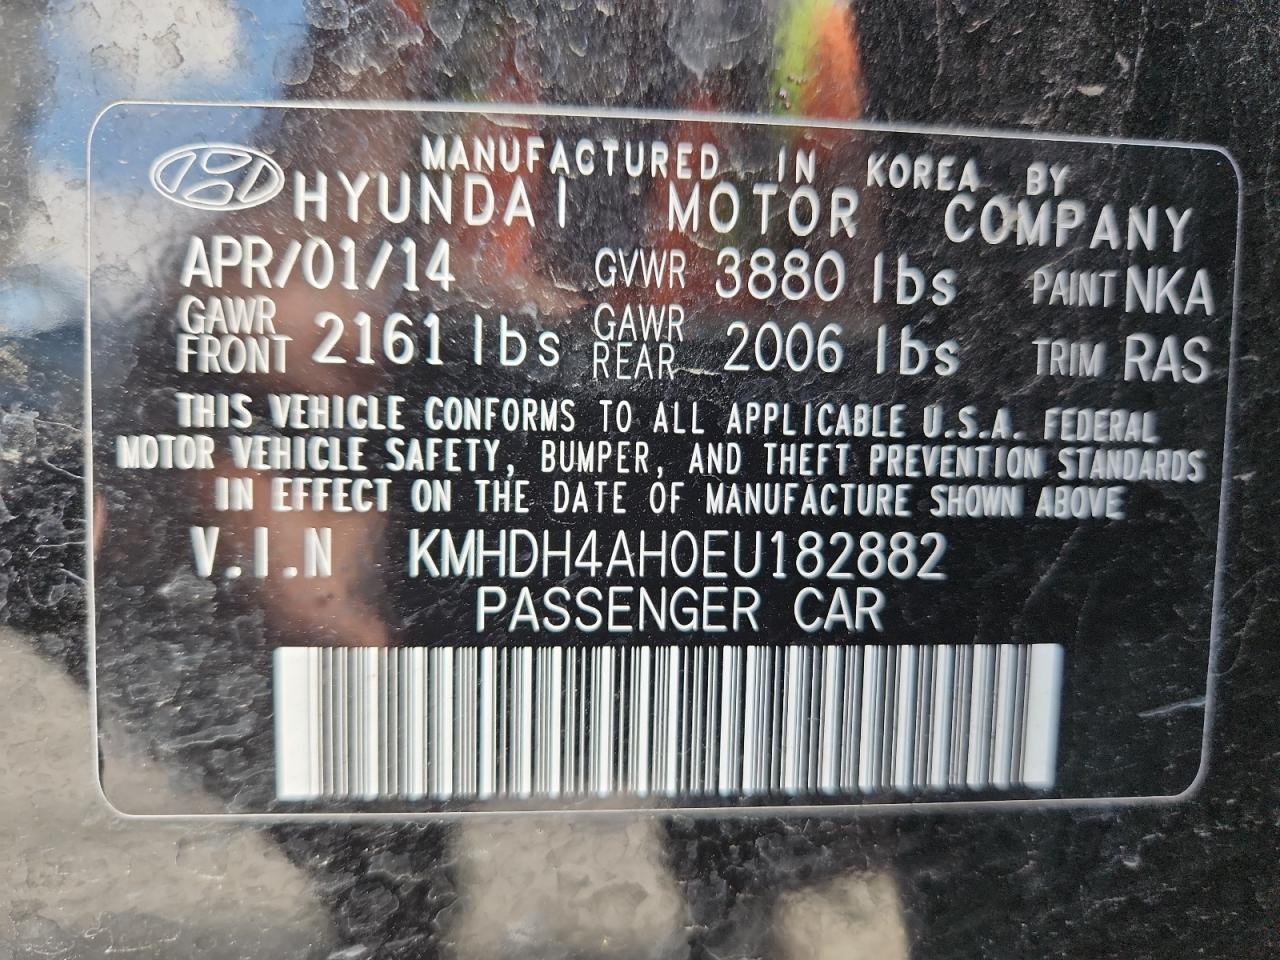 MANUFACTURED IN KOREA BY
HYUNDAI MOTOR COMPANY
APR/01/14 GVWR 3880 lbs PAINT NKA
GAWR FRONT 2161 lbs GAWR REAR 2006 lbs TRIM RAS
THIS VEHICLE CONFORMS TO ALL APPLICABLE U.S.A. FEDERAL
MOTOR VEHICLE SAFETY, BUMPER, AND THEFT PREVENTION STANDARDS
IN EFFECT ON THE DATE OF MANUFACTURE SHOWN ABOVE
V.I.N KMHDH4AH0EU182882
PASSENGER CAR